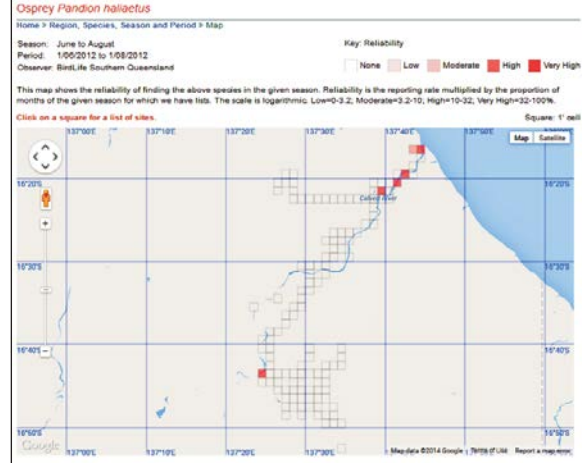 Osprey Pandion haliaetus
Home > Region, Species, Season and Period > Map
Season: June to August
Period: 1/06/2012 to 1/08/2012
Observer: BirdLife Southern Queensland
Key: Reliability
None Low Moderate High Very High
This map shows the reliability of finding the above species in the given season. Reliability is the reporting rate multiplied by the proportion of
months of the given season for which we have lists. The scale is logarithmic. Low=0-3.2; Moderate=3.2-10; High=10-32; Very High=32-100%.
Click on a square for a list of sites.
Square: 1' cell
137°00'E 137°10'E 137°20'E 137°30'E 137°40'E
Map Satellite
16°20'S 16°20'S
Calvert River
16°30'S 16°30'S
16°40'S 16°40'S
16°50'S 16°50'S
Google
137°00'E 137°10'E 137°20'E 137°30'E
Map data ©2014 Google Terms of Use Report a map error